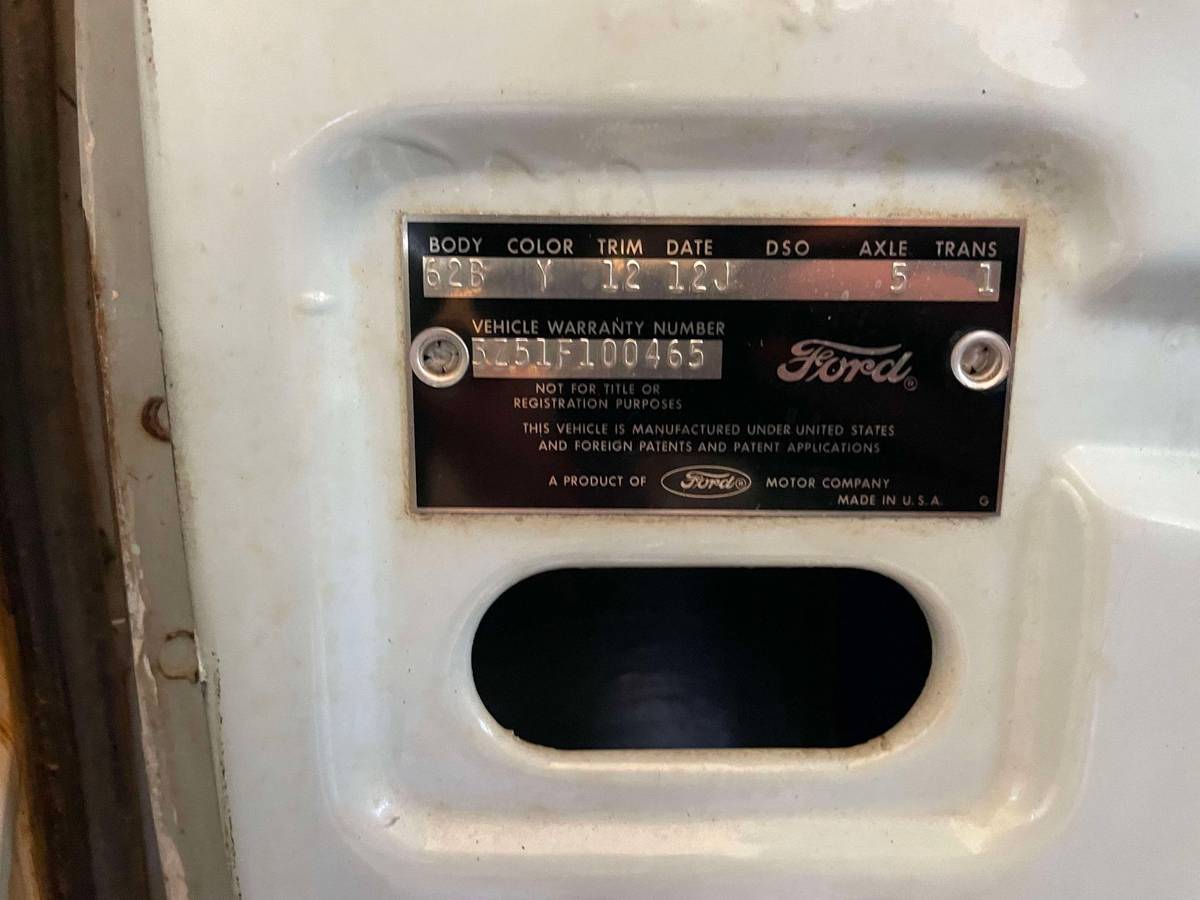 BODY COLOR TRIM DATE DSO AXLE TRANS
62B Y 12 12J 5 1
VEHICLE WARRANTY NUMBER
5Z51F100465
Ford®
NOT FOR TITLE OR
REGISTRATION PURPOSES
THIS VEHICLE IS MANUFACTURED UNDER UNITED STATES
AND FOREIGN PATENTS AND PATENT APPLICATIONS
A PRODUCT OF Ford® MOTOR COMPANY
MADE IN U.S.A. G